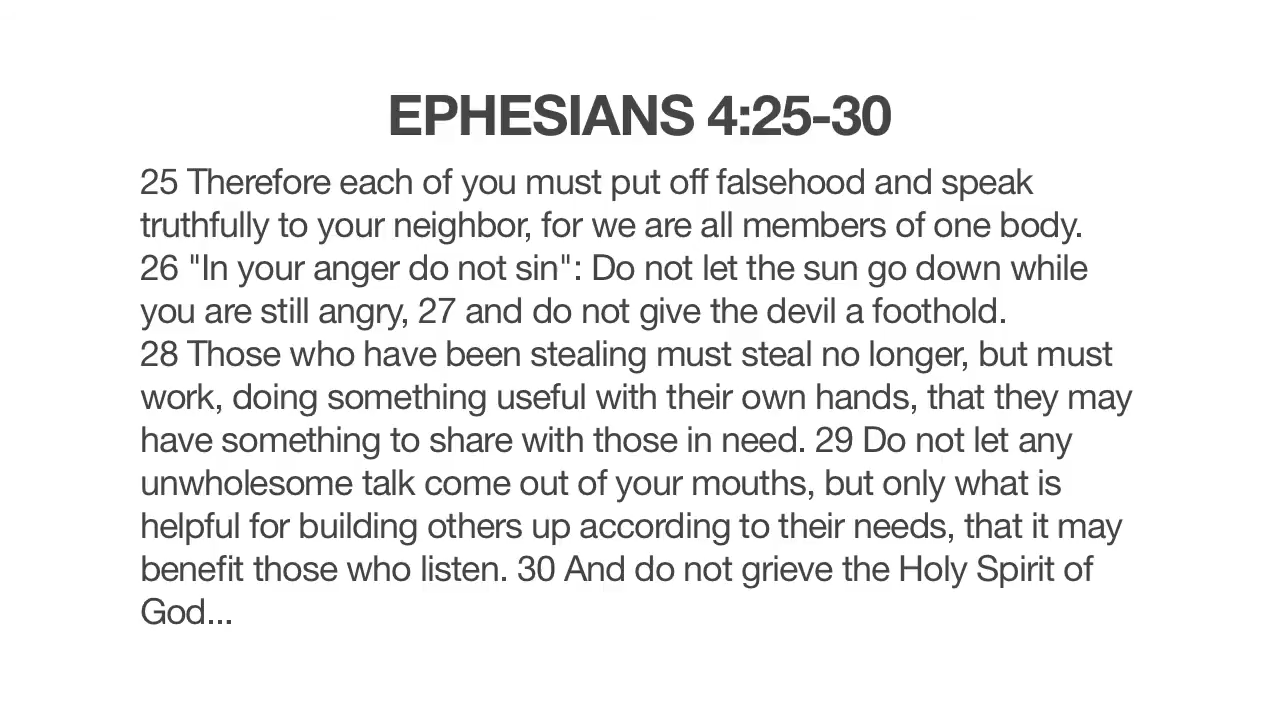 EPHESIANS 4:25-30
25 Therefore each of you must put off falsehood and speak
truthfully to your neighbor, for we are all members of one body.
26 "In your anger do not sin": Do not let the sun go down while
you are still angry, 27 and do not give the devil a foothold.
28 Those who have been stealing must steal no longer, but must
work, doing something useful with their own hands, that they may
have something to share with those in need. 29 Do not let any
unwholesome talk come out of your mouths, but only what is
helpful for building others up according to their needs, that it may
benefit those who listen. 30 And do not grieve the Holy Spirit of
God...